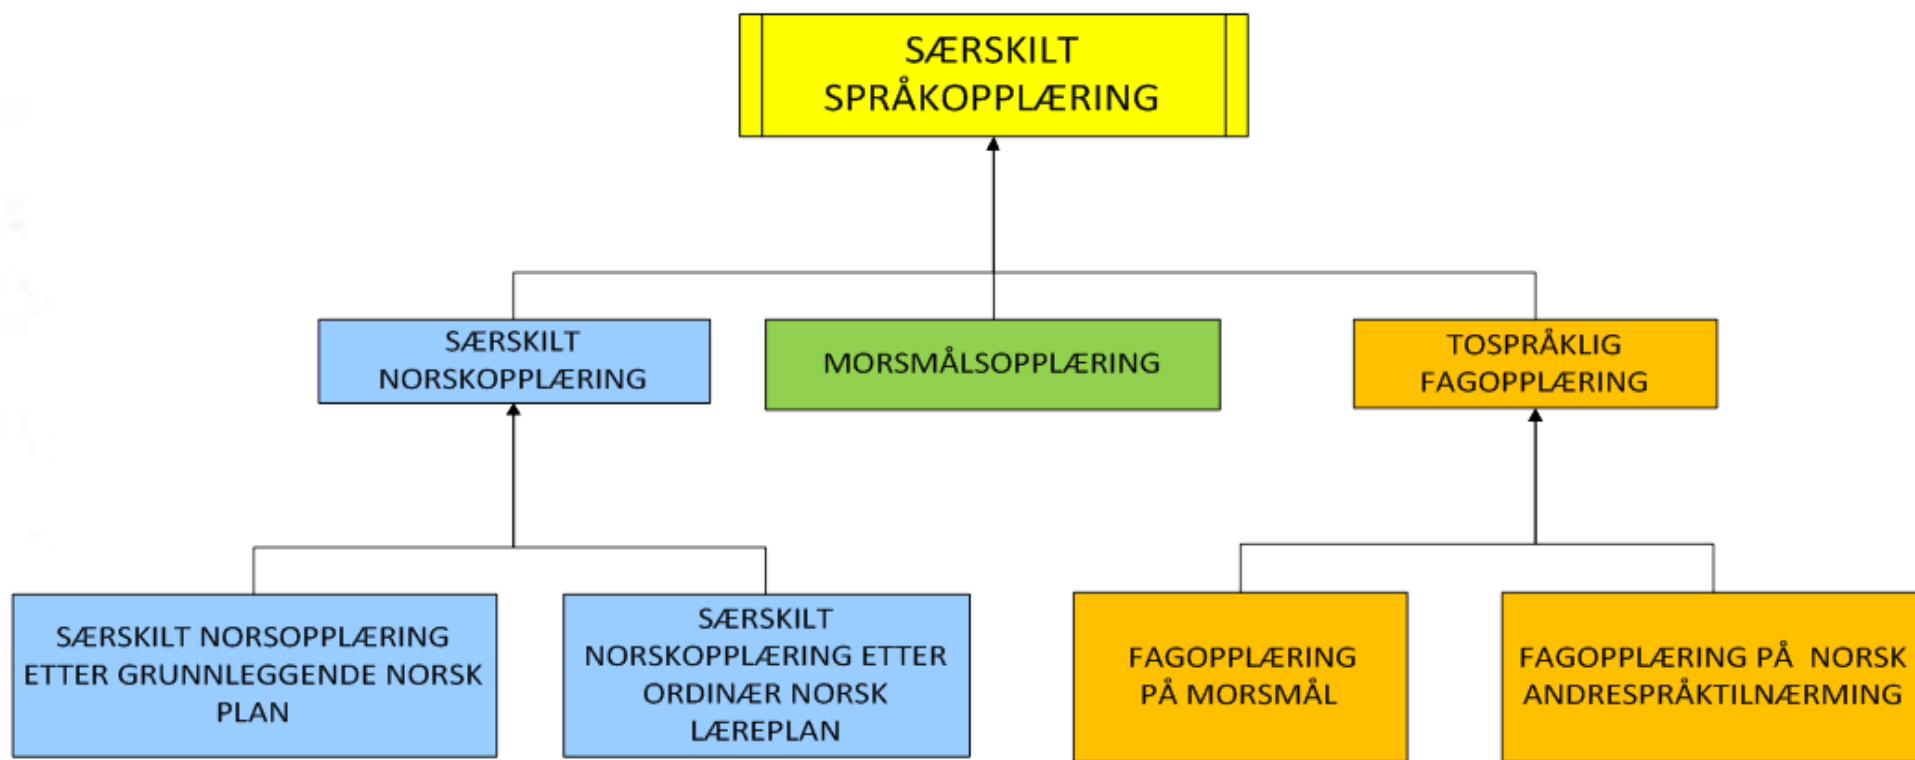 SÆRSKILT
SPRÅKOPPLÆRING
SÆRSKILT
NORSKOPPLÆRING
MORSMÅLSOPPLÆRING
TOSPRÅKLIG
FAGOPPLÆRING
SÆRSKILT NORSOPPLÆRING
ETTER GRUNNLEGGENDE NORSK
PLAN
SÆRSKILT
NORSKOPPLÆRING ETTER
ORDINÆR NORSK
LÆREPLAN
FAGOPPLÆRING
PÅ MORSMÅL
FAGOPPLÆRING PÅ  NORSK
ANDRESPRÅKTILNÆRMING